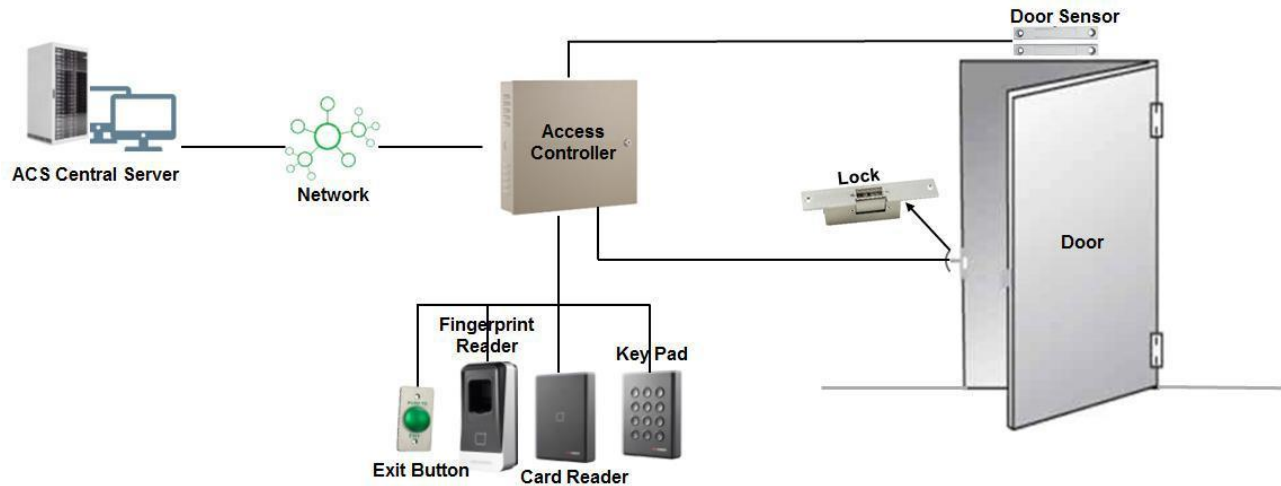 Door Sensor
Access
Controller
ACS Central Server
Network
Lock
Door
Fingerprint
Reader
Key Pad
Exit Button
Card Reader